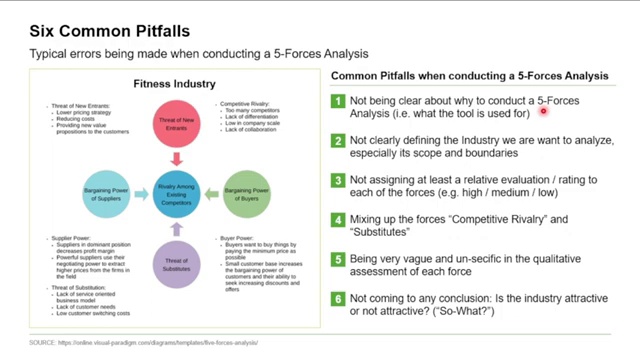 Six Common Pitfalls
Typical errors being made when conducting a 5-Forces Analysis
Fitness Industry
• Threat of New Entrants:
• Lower pricing strategy
• Reducing costs
• Providing new value
propositions to the customers
Threat of New
Entrants
• Competitive Rivalry:
• Too many competitors
• Lack of differentiation
• Low in company scale
• Lack of collaboration
Bargaining Power
of Suppliers
Rivalry Among
Existing
Competitors
Bargaining Power
of Buyers
• Supplier Power:
• Suppliers in dominant position
decreases profit margin
• Powerful suppliers use their
negotiating power to extract
higher prices from the firms in
the field
• Threat of Substitution:
• Lack of service oriented
business model
• Lack of customer needs
• Low customer switching costs
Threat of
Substitutes
• Buyer Power:
• Buyers want to buy things by
paying the minimum price as
possible
• Small customer base increases
the bargaining power of
customers and their ability to
seek increasing discounts and
offers
Common Pitfalls when conducting a 5-Forces Analysis
1 Not being clear about why to conduct a 5-Forces
Analysis (i.e. what the tool is used for)
2 Not clearly defining the Industry we are want to analyze,
especially its scope and boundaries
3 Not assigning at least a relative evaluation / rating to
each of the forces (e.g. high / medium / low)
4 Mixing up the forces “Competitive Rivalry” and
“Substitutes”
5 Being very vague and un-secific in the qualitative
assessment of each force
6 Not coming to any conclusion: Is the industry attractive
or not attractive? (“So-What?”)
SOURCE: https://online.visual-paradigm.com/diagrams/templates/five-forces-analysis/